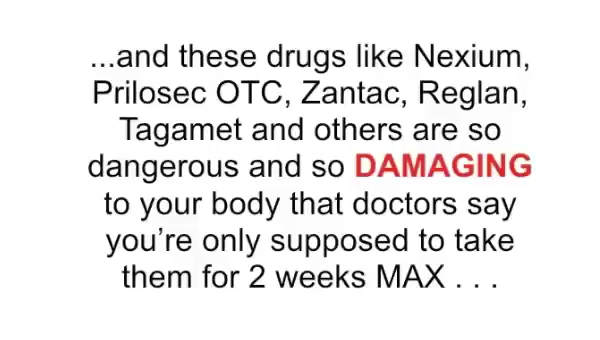 ...and these drugs like Nexium,
Prilosec OTC, Zantac, Reglan,
Tagamet and others are so
dangerous and so DAMAGING
to your body that doctors say
you’re only supposed to take
them for 2 weeks MAX . . .